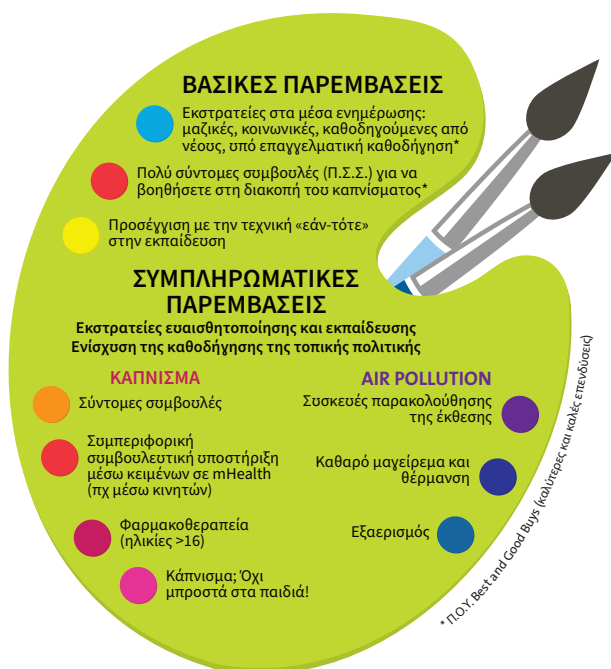 ΒΑΣΙΚΕΣ ΠΑΡΕΜΒΑΣΕΙΣ
Εκστρατείες στα μέσα ενημέρωσης:
μαζικές, κοινωνικές, καθοδηγούμενες από
νέους, υπό επαγγελματική καθοδήγηση*
Πολύ σύντομες συμβουλές (Π.Σ.Σ.) για να
βοηθήσετε στη διακοπή του καπνίσματος*
Προσέγγιση με την τεχνική «εάν-τότε»
στην εκπαίδευση
ΣΥΜΠΛΗΡΩΜΑΤΙΚΕΣ
ΠΑΡΕΜΒΑΣΕΙΣ
Εκστρατείες ευαισθητοποίησης και εκπαίδευσης
Ενίσχυση της καθοδήγησης της τοπικής πολιτικής
ΚΑΠΝΙΣΜΑ
Σύντομες συμβουλές
Συμπεριφορική
συμβουλευτική υποστήριξη
μέσω κειμένων σε mHealth
(πχ μέσω κινητών)
Φαρμακοθεραπεία
(ηλικίες >16)
Κάπνισμα; Όχι
μπροστά στα παιδιά!
AIR POLLUTION
Συσκευές παρακολούθησης
της έκθεσης
Καθαρό μαγείρεμα και
θέρμανση
Εξαερισμός
* Π.Ο.Υ. Best and Good Buys (καλύτερες και καλές επενδύσεις)